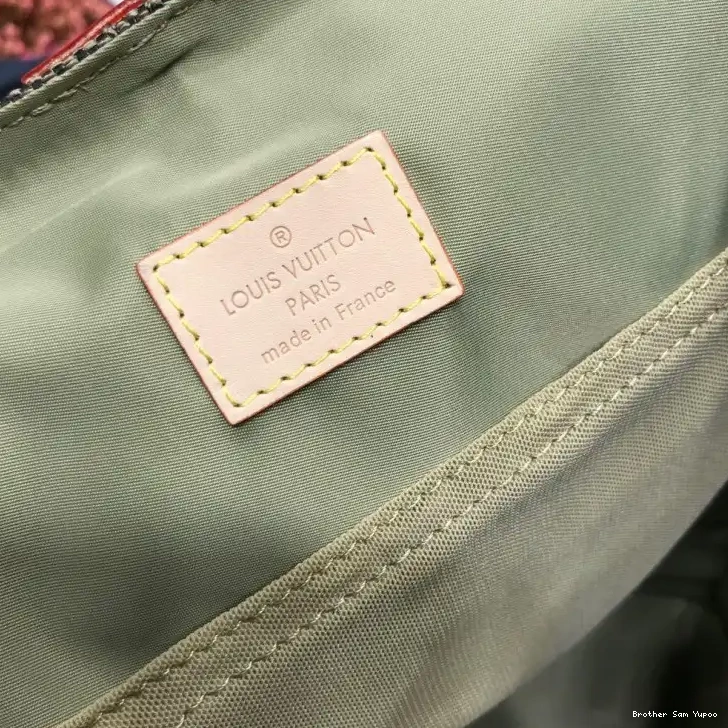 ®
LOUIS VUITTON
PARIS
made in France
Brother Sam Yupoo